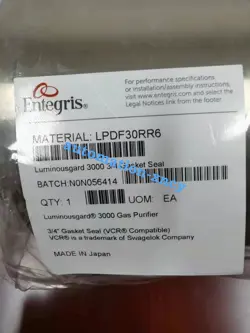 Entegris®
For performance specifications
or installation/assembly instructions
visit www.entegris.com and select the
Legal Notices link from the footer
MATERIAL: LPDF30RR6
Luminousgard 3000 3/4 Gasket Seal
BATCH:N0N056414
QTY: 1
UOM: EA
Luminousgard® 3000 Gas Purifier
3/4" Gasket Seal (VCR® Compatible)
VCR® is a trademark of Swagelok Company
MADE IN Japan